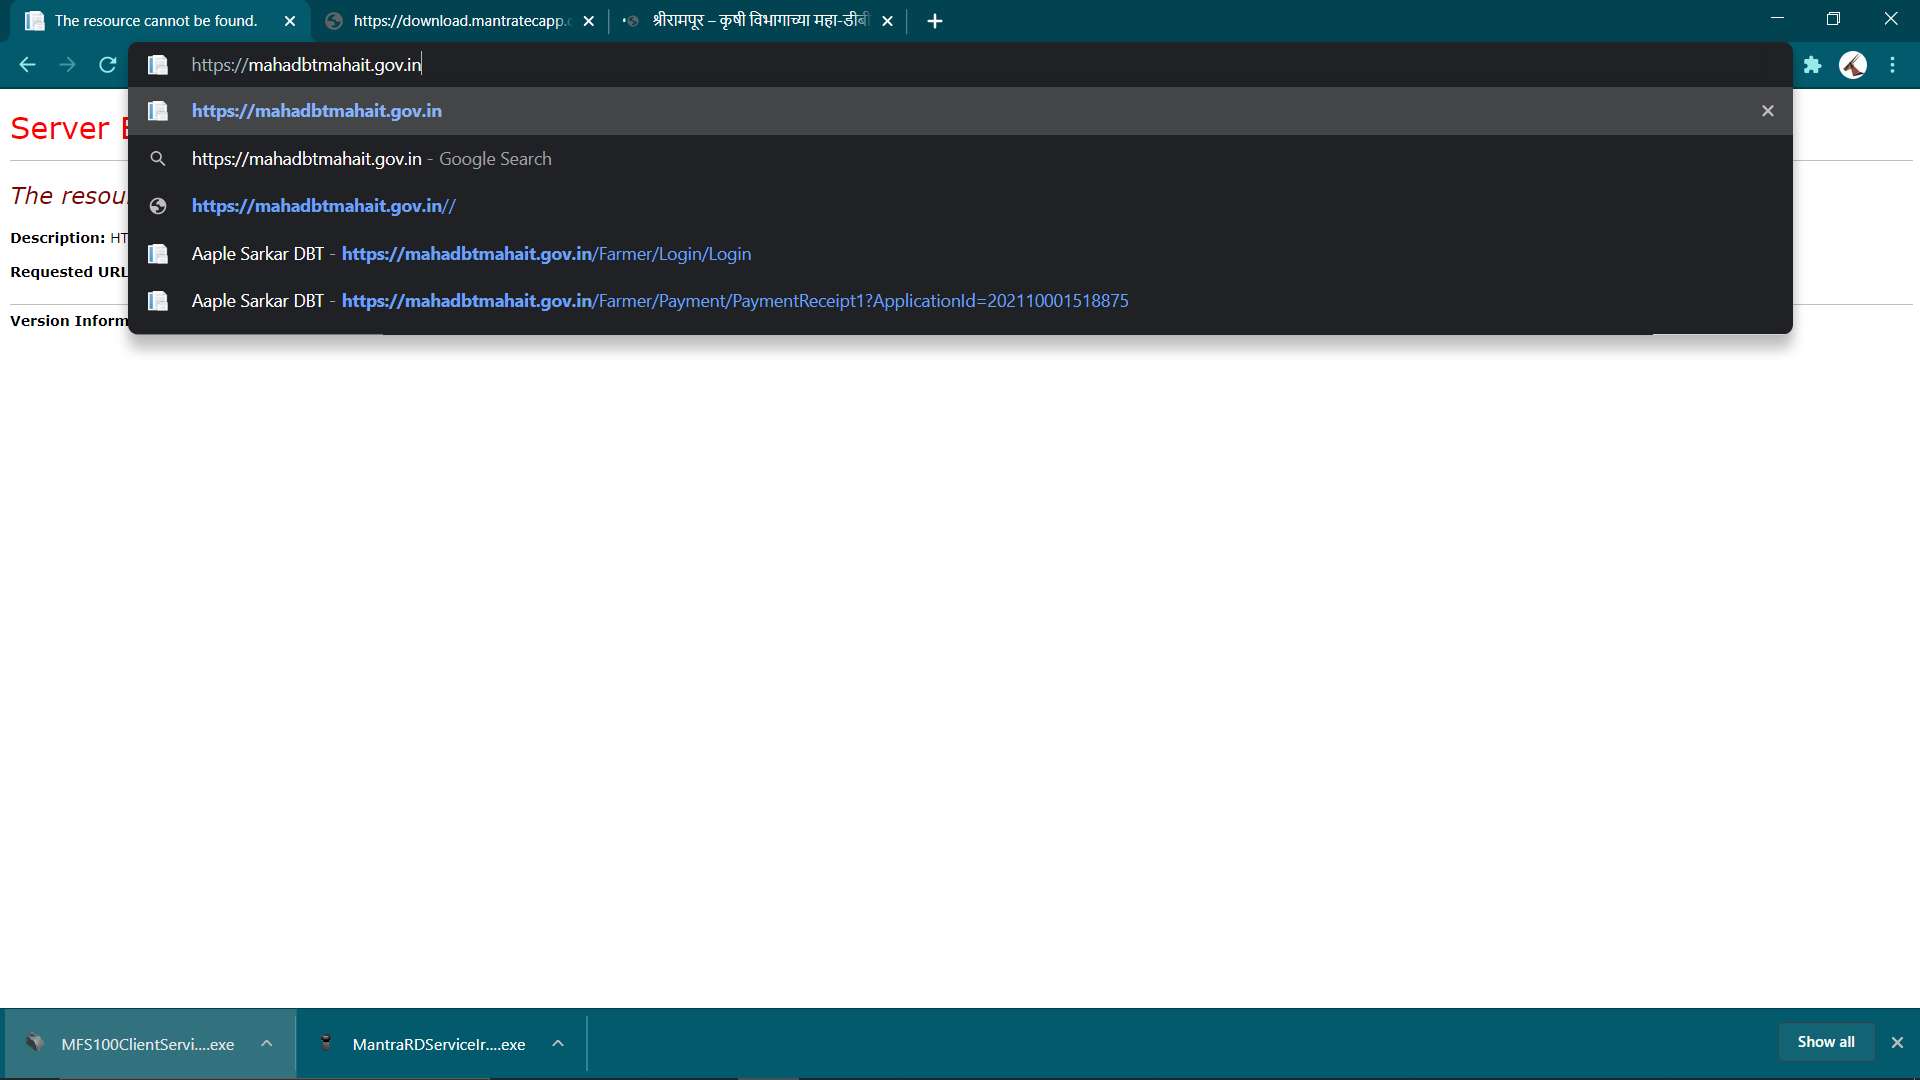 The resource cannot be found.
https://download.mantratecapp.
श्रीरामपूर – कृषी विभागाच्या महा-डीबी
https://mahadbtmahait.gov.in
https://mahadbtmahait.gov.in
https://mahadbtmahait.gov.in - Google Search
https://mahadbtmahait.gov.in//
Aaple Sarkar DBT - https://mahadbtmahait.gov.in/Farmer/Login/Login
Aaple Sarkar DBT - https://mahadbtmahait.gov.in/Farmer/Payment/PaymentReceipt1?ApplicationId=202110001518875
Server
The resou
Description: HT
Requested URL
Version Inform
MFS100ClientServi....exe
MantraRDServiceIr....exe
Show all